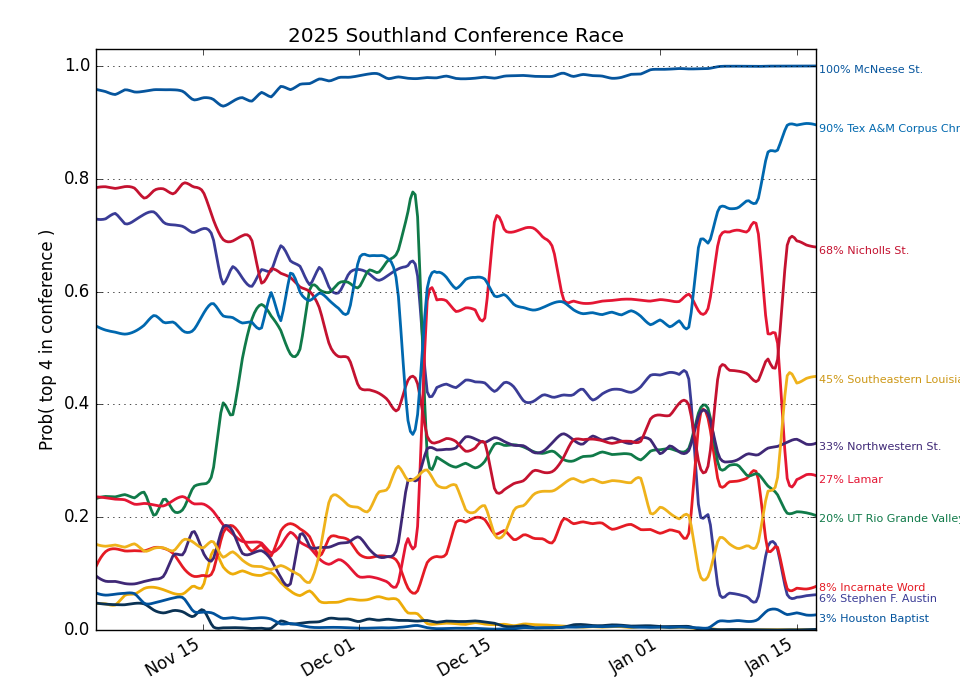 2025 Southland Conference Race
Prob( top 4 in conference )
1.0
0.8
0.6
0.4
0.2
0.0
Nov 15
Dec 01
Dec 15
Jan 01
Jan 15
100% McNeese St.
90% Tex A&M Corpus Chr
68% Nicholls St.
45% Southeastern Louisia
33% Northwestern St.
27% Lamar
20% UT Rio Grande Valley
8% Incarnate Word
6% Stephen F. Austin
3% Houston Baptist